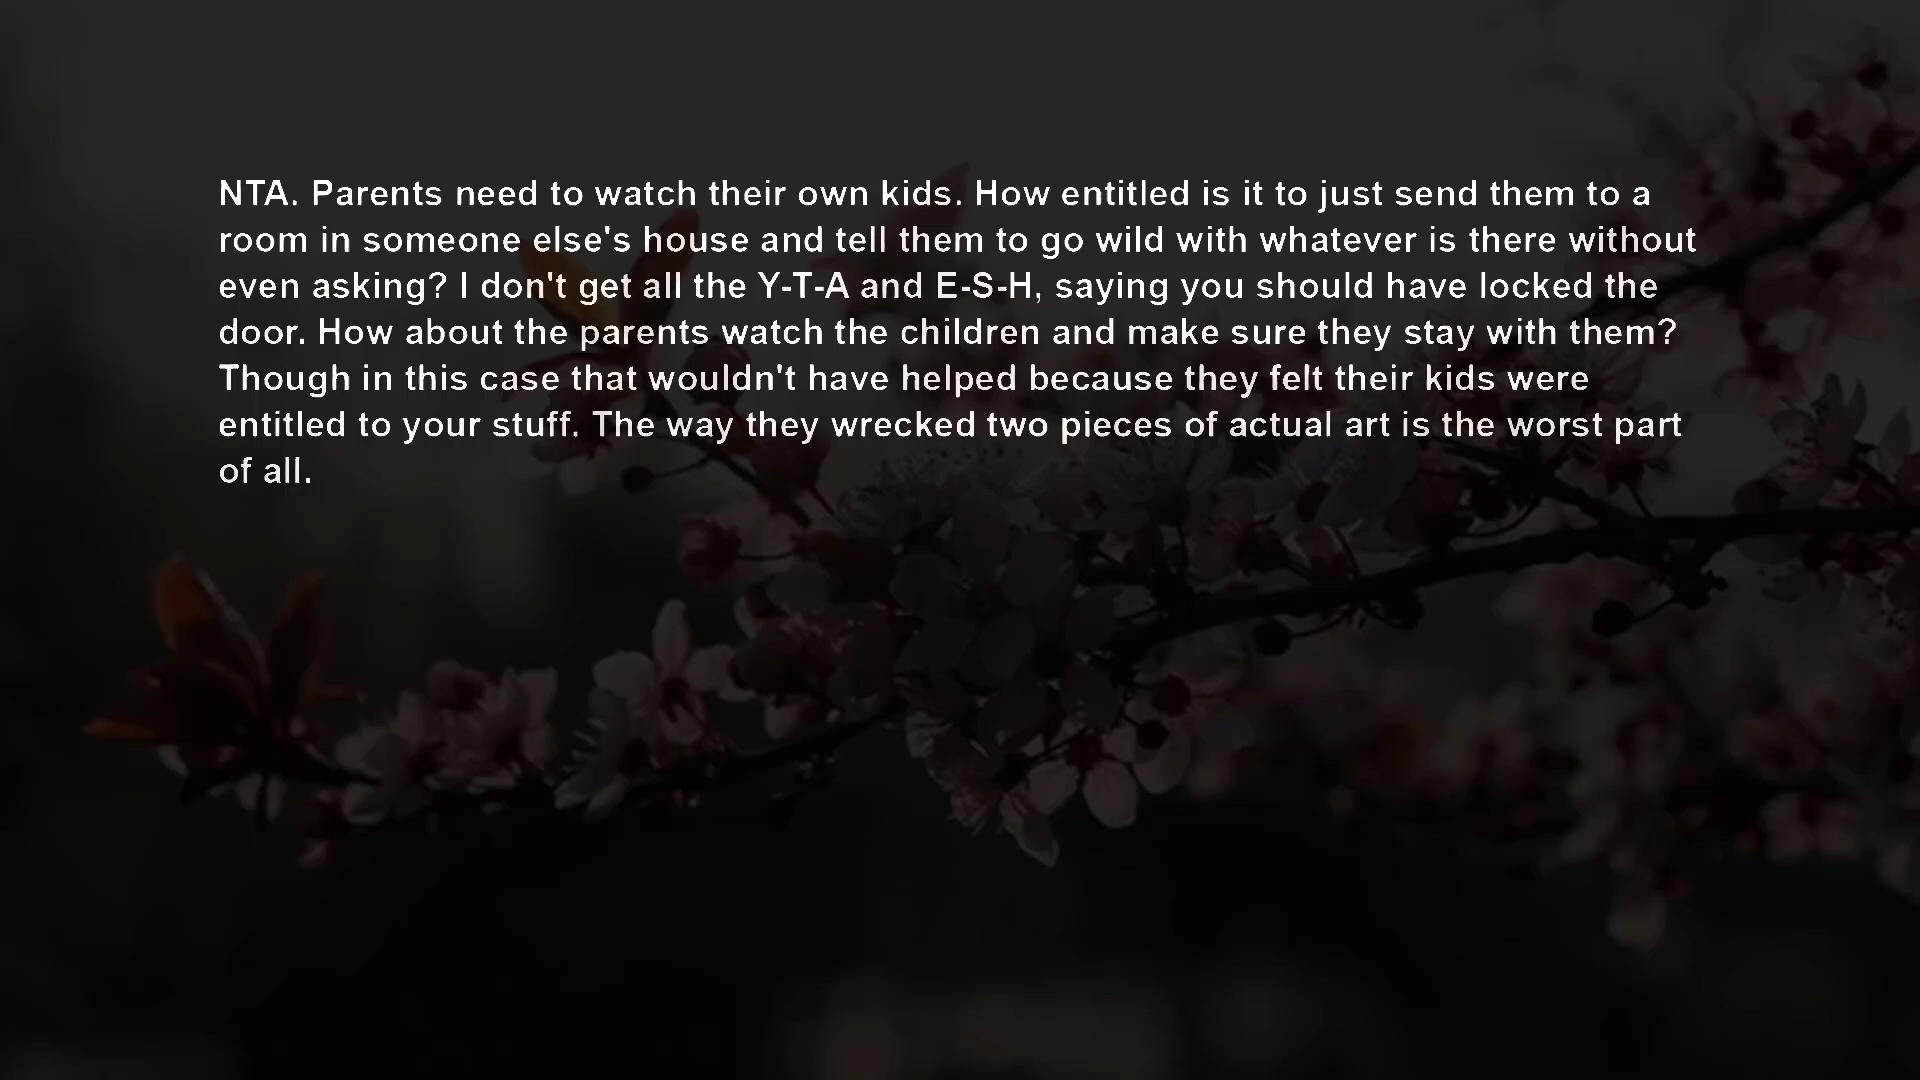 NTA. Parents need to watch their own kids. How entitled is it to just send them to a
room in someone else's house and tell them to go wild with whatever is there without
even asking? I don't get all the Y-T-A and E-S-H, saying you should have locked the
door. How about the parents watch the children and make sure they stay with them?
Though in this case that wouldn't have helped because they felt their kids were
entitled to your stuff. The way they wrecked two pieces of actual art is the worst part
of all.